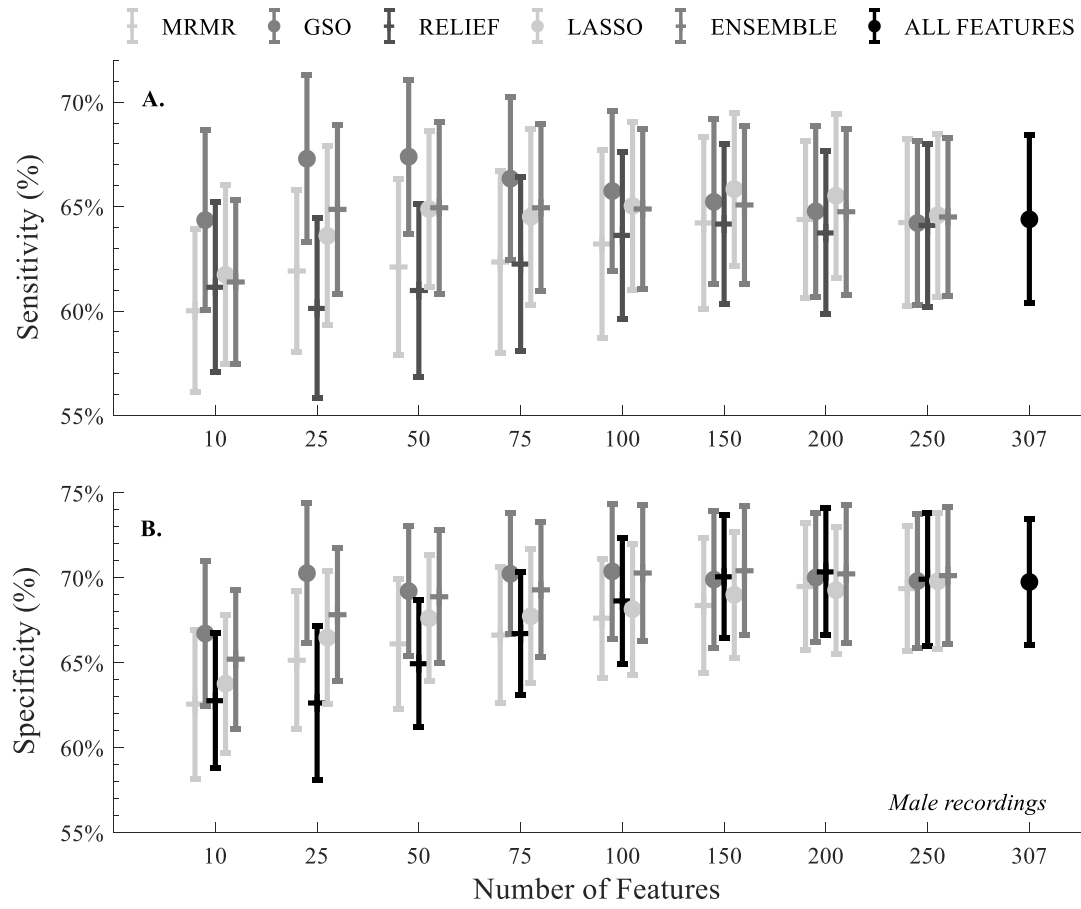 MRMR GSO RELIEF LASSO ENSEMBLE ALL FEATURES
A.
Sensitivity (%)
70%
65%
60%
55%
10 25 50 75 100 150 200 250 307
B.
Specificity (%)
75%
70%
65%
60%
55%
Male recordings
10 25 50 75 100 150 200 250 307
Number of Features